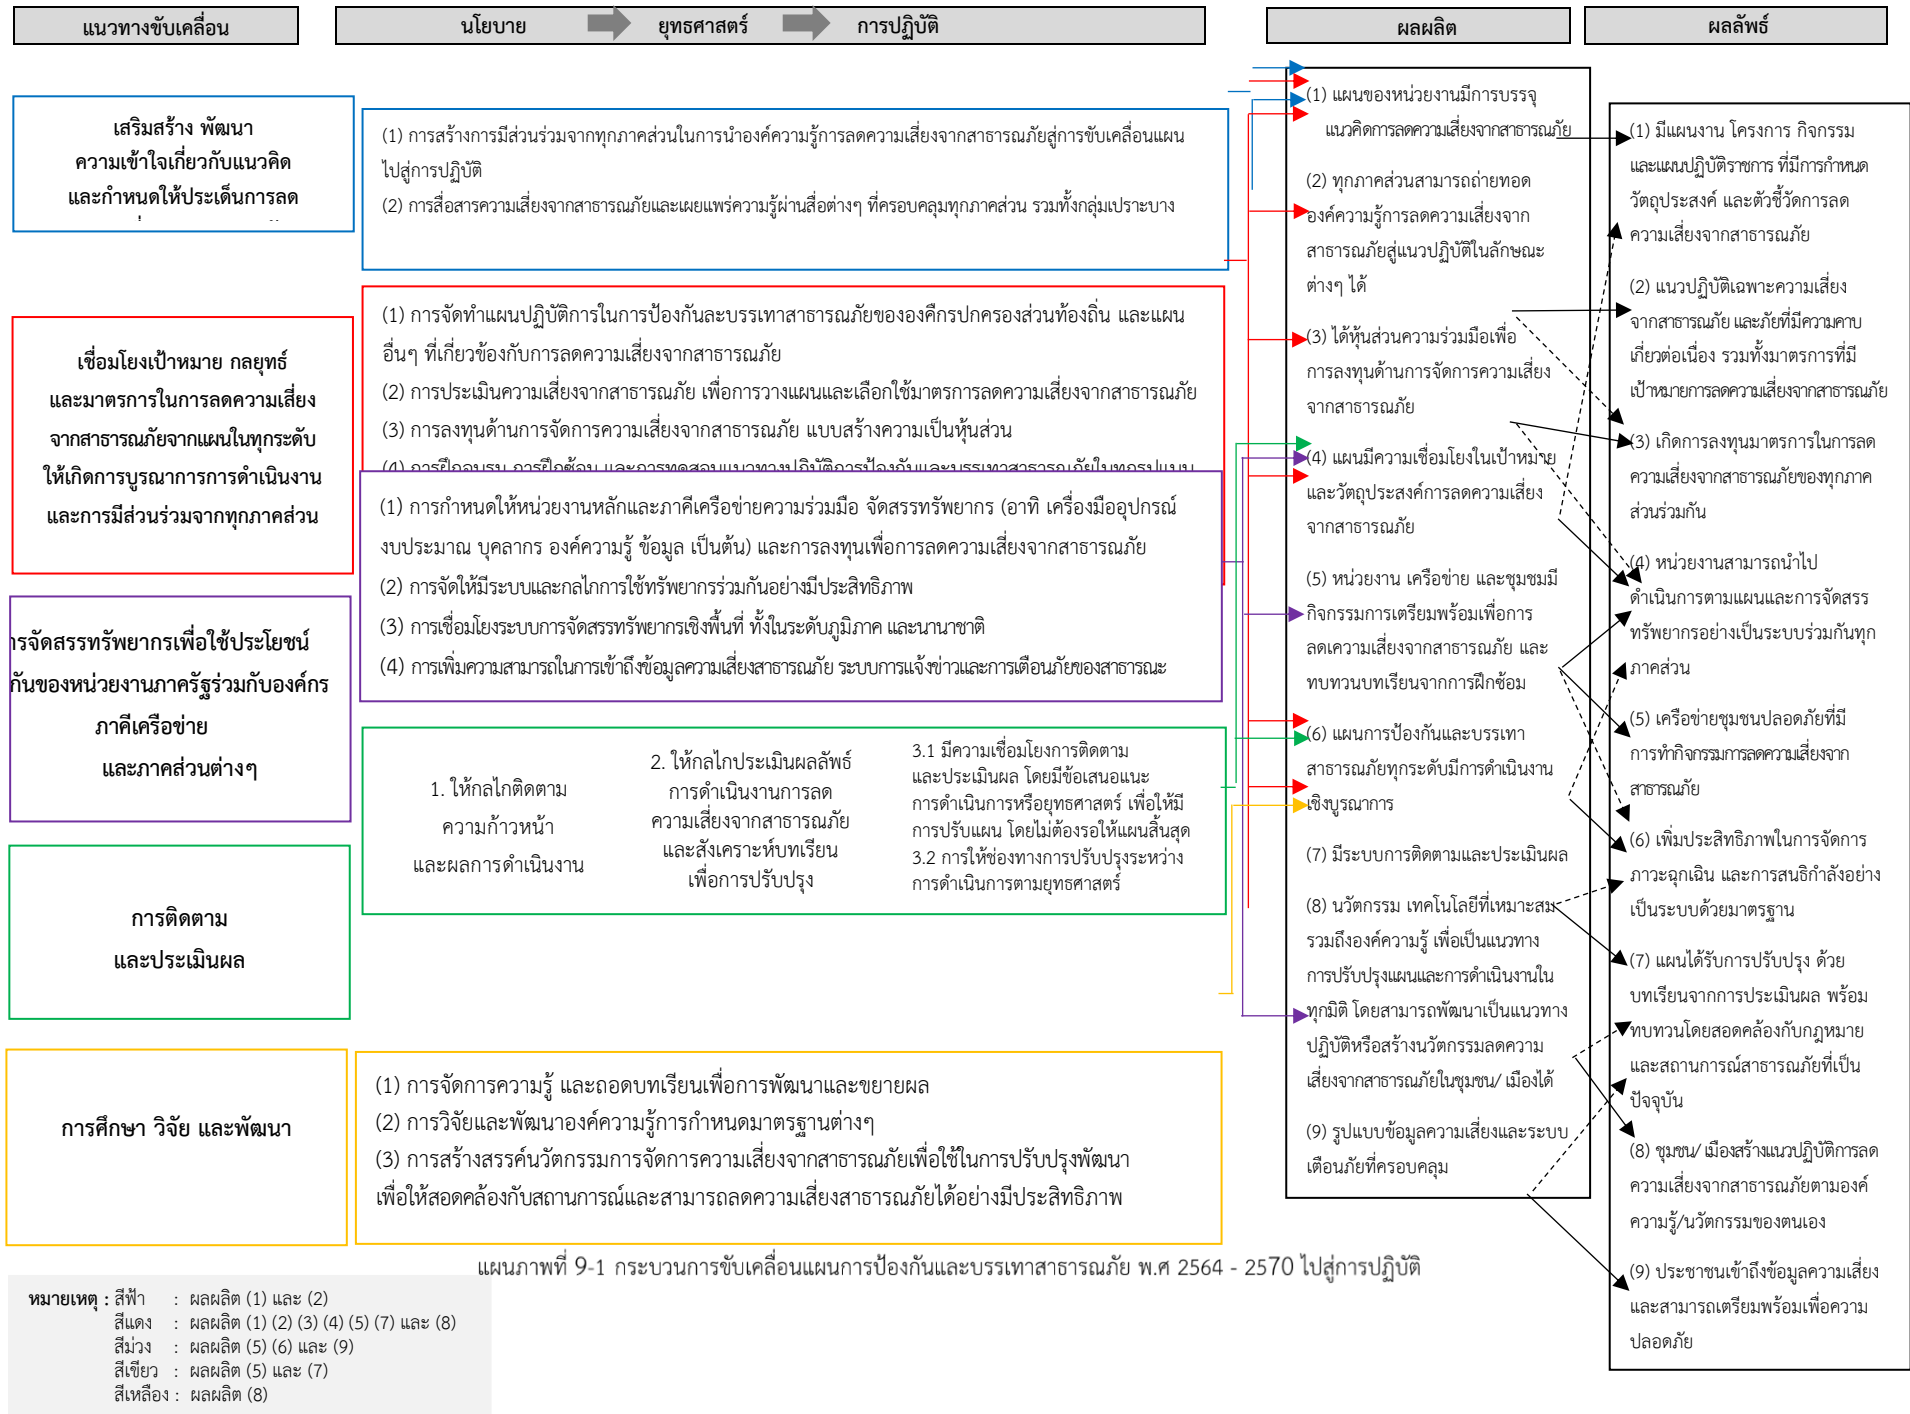 แนวทางขับเคลื่อน
นโยบาย
ยุทธศาสตร์
การปฏิบัติ
ผลผลิต
ผลลัพธ์
เสริมสร้าง พัฒนา
ความเข้าใจเกี่ยวกับแนวคิด
และกำหนดให้ประเด็นการลด
(1) การสร้างการมีส่วนร่วมจากทุกภาคส่วนในการนำองค์ความรู้การลดความเสี่ยงจากสาธารณภัยสู่การขับเคลื่อนแผน
ไปสู่การปฏิบัติ
(2) การสื่อสารความเสี่ยงจากสาธารณภัยและเผยแพร่ความรู้ผ่านสื่อต่างๆ ที่ครอบคลุมทุกภาคส่วน รวมทั้งกลุ่มเปราะบาง
เชื่อมโยงเป้าหมาย กลยุทธ์
และมาตรการในการลดความเสี่ยง
จากสาธารณภัยจากแผนในทุกระดับ
ให้เกิดการบูรณาการการดำเนินงาน
และการมีส่วนร่วมจากทุกภาคส่วน
(1) การจัดทำแผนปฏิบัติการในการป้องกันละบรรเทาสาธารณภัยขององค์กรปกครองส่วนท้องถิ่น และแผน
อื่นๆ ที่เกี่ยวข้องกับการลดความเสี่ยงจากสาธารณภัย
(2) การประเมินความเสี่ยงจากสาธารณภัย เพื่อการวางแผนและเลือกใช้มาตรการลดความเสี่ยงจากสาธารณภัย
(3) การลงทุนด้านการจัดการความเสี่ยงจากสาธารณภัย แบบสร้างความเป็นหุ้นส่วน
(4) การฝึกอบรม การฝึกซ้อม และการทดสอบแนวทางปฏิบัติการป้องกันและบรรเทาสาธารณภัยในทุกรูปแบบ
รจัดสรรทรัพยากรเพื่อใช้ประโยชน์
กันของหน่วยงานภาครัฐร่วมกับองค์กร
ภาคีเครือข่าย
และภาคส่วนต่างๆ
(1) การกำหนดให้หน่วยงานหลักและภาคีเครือข่ายความร่วมมือ จัดสรรทรัพยากร (อาทิ เครื่องมืออุปกรณ์
งบประมาณ บุคลากร องค์ความรู้ ข้อมูล เป็นต้น) และการลงทุนเพื่อการลดความเสี่ยงจากสาธารณภัย
(2) การจัดให้มีระบบและกลไกการใช้ทรัพยากรร่วมกันอย่างมีประสิทธิภาพ
(3) การเชื่อมโยงระบบการจัดสรรทรัพยากรเชิงพื้นที่ ทั้งในระดับภูมิภาค และนานาชาติ
(4) การเพิ่มความสามารถในการเข้าถึงข้อมูลความเสี่ยงสาธารณภัย ระบบการแจ้งข่าวและการเตือนภัยของสาธารณะ
การติดตาม
และประเมินผล
1. ให้กลไกติดตาม
ความก้าวหน้า
และผลการดำเนินงาน
2. ให้กลไกประเมินผลลัพธ์
การดำเนินงานการลด
ความเสี่ยงจากสาธารณภัย
และสังเคราะห์บทเรียน
เพื่อการปรับปรุง
3.1 มีความเชื่อมโยงการติดตาม
และประเมินผล โดยมีข้อเสนอแนะ
การดำเนินการหรือยุทธศาสตร์ เพื่อให้มี
การปรับแผน โดยไม่ต้องรอให้แผนสิ้นสุด
3.2 การให้ช่องทางการปรับปรุงระหว่าง
การดำเนินการตามยุทธศาสตร์
การศึกษา วิจัย และพัฒนา
(1) การจัดการความรู้ และถอดบทเรียนเพื่อการพัฒนาและขยายผล
(2) การวิจัยและพัฒนาองค์ความรู้การกำหนดมาตรฐานต่างๆ
(3) การสร้างสรรค์นวัตกรรมการจัดการความเสี่ยงจากสาธารณภัยเพื่อใช้ในการปรับปรุงพัฒนา
เพื่อให้สอดคล้องกับสถานการณ์และสามารถลดความเสี่ยงสาธารณภัยได้อย่างมีประสิทธิภาพ
(1) แผนของหน่วยงานมีการบรรจุ
แนวคิดการลดความเสี่ยงจากสาธารณภัย
(2) ทุกภาคส่วนสามารถถ่ายทอด
องค์ความรู้การลดความเสี่ยงจาก
สาธารณภัยสู่แนวปฏิบัติในลักษณะ
ต่างๆ ได้
(3) ได้หุ้นส่วนความร่วมมือเพื่อ
การลงทุนด้านการจัดการความเสี่ยง
จากสาธารณภัย
(4) แผนมีความเชื่อมโยงในเป้าหมาย
และวัตถุประสงค์การลดความเสี่ยง
จากสาธารณภัย
(5) หน่วยงาน เครือข่าย และชุมชนมี
กิจกรรมการเตรียมพร้อมเพื่อการ
ลดความเสี่ยงจากสาธารณภัย และ
ทบทวนบทเรียนจากการฝึกซ้อม
(6) แผนการป้องกันและบรรเทา
สาธารณภัยทุกระดับมีการดำเนินงาน
เชิงบูรณาการ
(7) มีระบบการติดตามและประเมินผล
(8) นวัตกรรม เทคโนโลยีที่เหมาะสม
รวมถึงองค์ความรู้ เพื่อเป็นแนวทาง
การปรับปรุงแผนและการดำเนินงานใน
ทุกมิติ โดยสามารถพัฒนาเป็นแนวทาง
ปฏิบัติหรือสร้างนวัตกรรมลดความ
เสี่ยงจากสาธารณภัยในชุมชน/ เมืองได้
(9) รูปแบบข้อมูลความเสี่ยงและระบบ
เตือนภัยที่ครอบคลุม
(1) มีแผนงาน โครงการ กิจกรรม
และแผนปฏิบัติราชการ ที่มีการกำหนด
วัตถุประสงค์ และตัวชี้วัดการลด
ความเสี่ยงจากสาธารณภัย
(2) แนวปฏิบัติเฉพาะความเสี่ยง
จากสาธารณภัย และภัยที่มีความคาบ
เกี่ยวต่อเนื่อง รวมทั้งมาตรการที่มี
เป้าหมายการลดความเสี่ยงจากสาธารณภัย
(3) เกิดการลงทุนมาตรการในการลด
ความเสี่ยงจากสาธารณภัยของทุกภาค
ส่วนร่วมกัน
(4) หน่วยงานสามารถนำไป
ดำเนินการตามแผนและการจัดสรร
ทรัพยากรอย่างเป็นระบบร่วมกันทุก
ภาคส่วน
(5) เครือข่ายชุมชนปลอดภัยที่มี
การทำกิจกรรมการลดความเสี่ยงจาก
สาธารณภัย
(6) เพิ่มประสิทธิภาพในการจัดการ
ภาวะฉุกเฉิน และการสนธิกำลังอย่าง
เป็นระบบด้วยมาตรฐาน
(7) แผนได้รับการปรับปรุง ด้วย
บทเรียนจากการประเมินผล พร้อม
ทบทวนโดยสอดคล้องกับกฎหมาย
และสถานการณ์สาธารณภัยที่เป็น
ปัจจุบัน
(8) ชุมชน/ เมืองสร้างแนวปฏิบัติการลด
ความเสี่ยงจากสาธารณภัยตามองค์
ความรู้/นวัตกรรมของตนเอง
(9) ประชาชนเข้าถึงข้อมูลความเสี่ยง
และสามารถเตรียมพร้อมเพื่อความ
ปลอดภัย
แผนภาพที่ 9-1 กระบวนการขับเคลื่อนแผนการป้องกันและบรรเทาสาธารณภัย พ.ศ 2564 - 2570 ไปสู่การปฏิบัติ
หมายเหตุ : สีฟ้า : ผลผลิต (1) และ (2)
สีแดง : ผลผลิต (1) (2) (3) (4) (5) (7) และ (8)
สีม่วง : ผลผลิต (5) (6) และ (9)
สีเขียว : ผลผลิต (5) และ (7)
สีเหลือง : ผลผลิต (8)